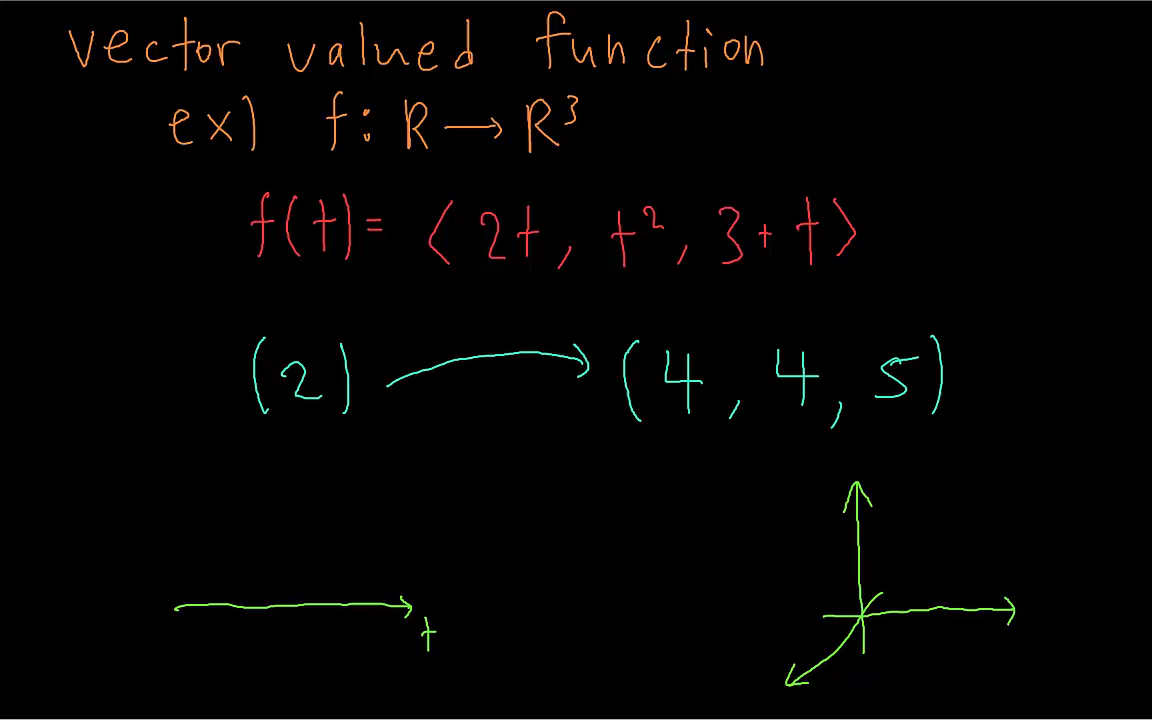 vector valued function
ex) f: R → R³
f(t) = ⟨2t, t², 3+t⟩
(2) → (4, 4, 5)
t